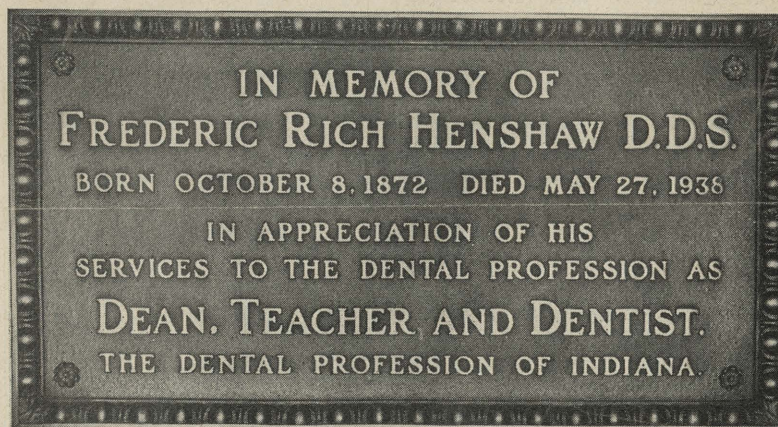 IN MEMORY OF
FREDERIC RICH HENSHAW D.D.S.
BORN OCTOBER 8, 1872 DIED MAY 27, 1938
IN APPRECIATION OF HIS
SERVICES TO THE DENTAL PROFESSION AS
DEAN, TEACHER AND DENTIST.
THE DENTAL PROFESSION OF INDIANA.